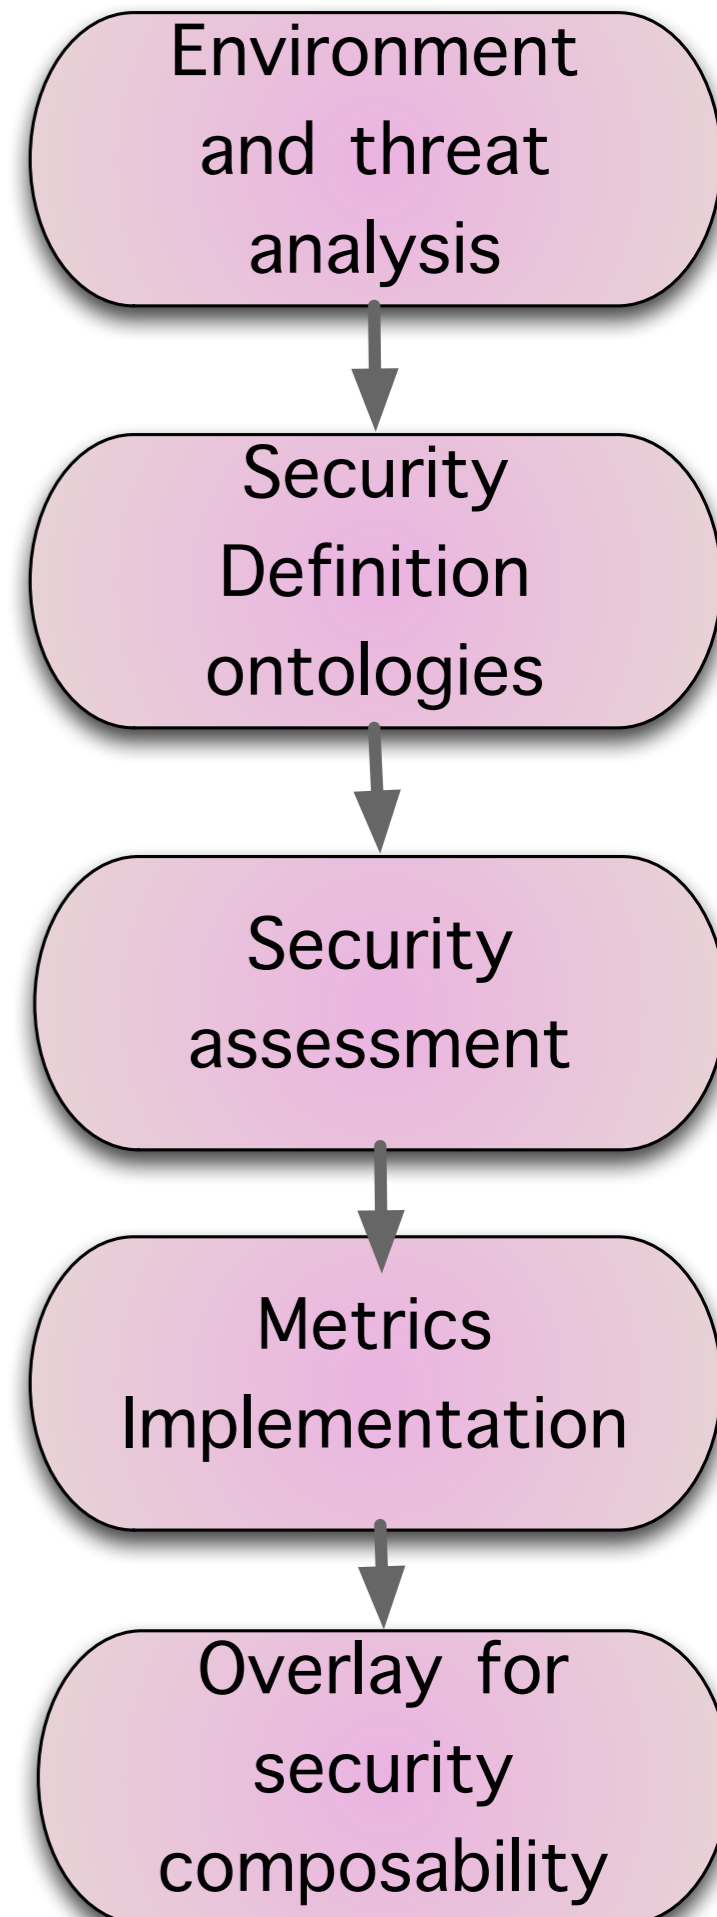 Environment
and threat
analysis
Security
Definition
ontologies
Security
assessment
Metrics
Implementation
Overlay for
security
composability